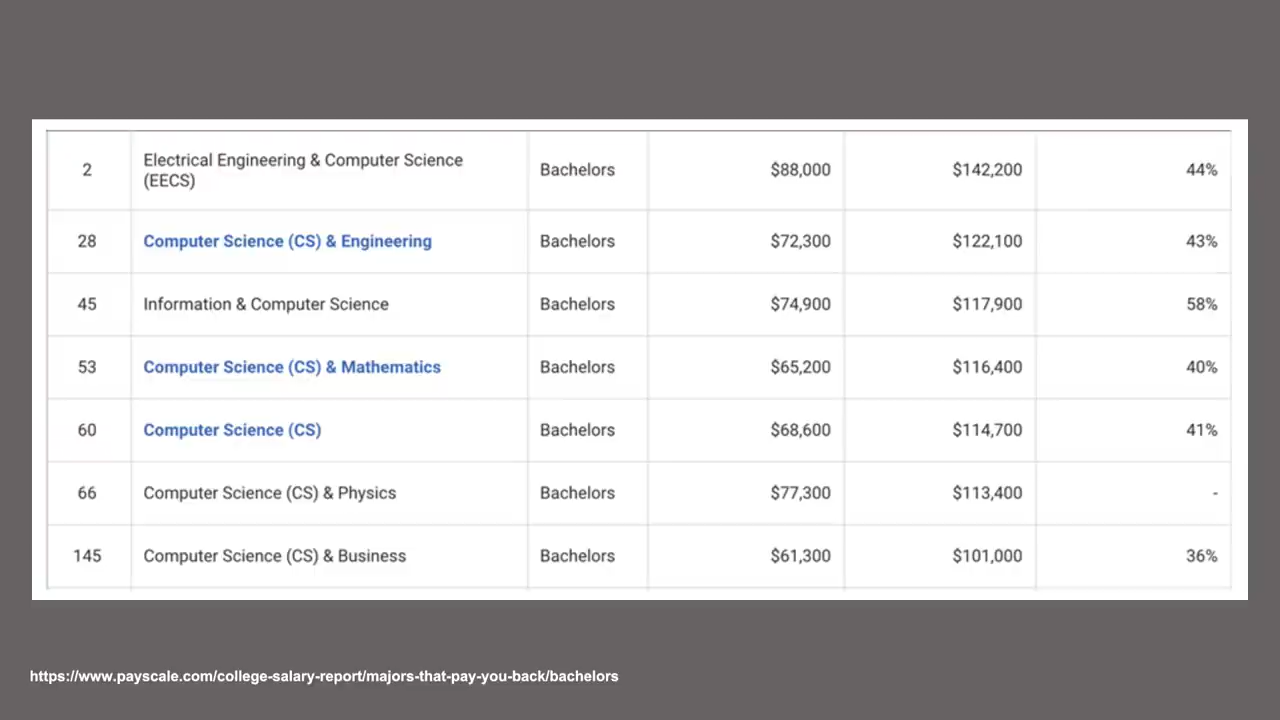 2 Electrical Engineering & Computer Science (EECS) Bachelors $88,000 $142,200 44%
28 Computer Science (CS) & Engineering Bachelors $72,300 $122,100 43%
45 Information & Computer Science Bachelors $74,900 $117,900 58%
53 Computer Science (CS) & Mathematics Bachelors $65,200 $116,400 40%
60 Computer Science (CS) Bachelors $68,600 $114,700 41%
66 Computer Science (CS) & Physics Bachelors $77,300 $113,400 -
145 Computer Science (CS) & Business Bachelors $61,300 $101,000 36%
https://www.payscale.com/college-salary-report/majors-that-pay-you-back/bachelors